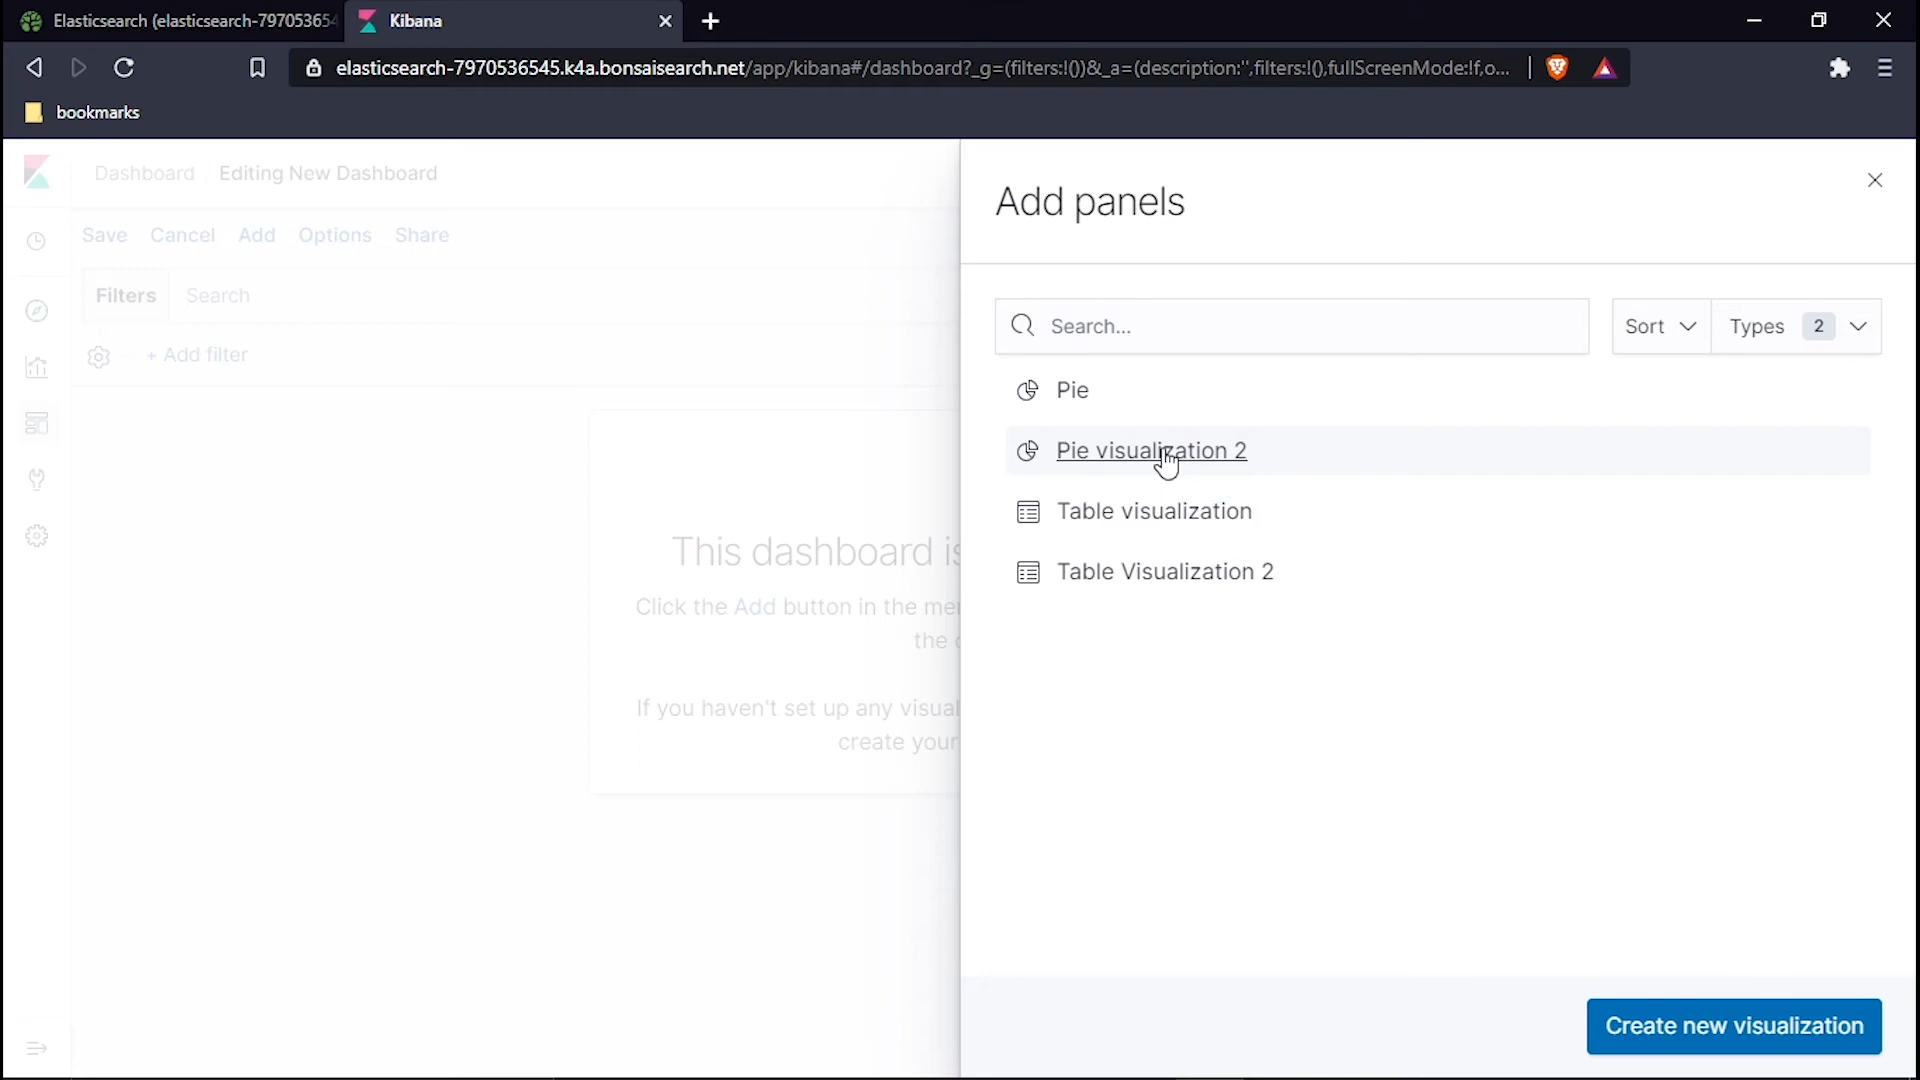 Elasticsearch (elasticsearch-797053654
Kibana
elasticsearch-7970536545.k4a.bonsaisearch.net/app/kibana#/dashboard?_g=(filters:!())&_a=(description:'',filters:!(),fullScreenMode:!f,o...
bookmarks
Dashboard Editing New Dashboard
Save Cancel Add Options Share
Filters Search
+ Add filter
This dashboard is
Click the Add button in the me
the
If you haven't set up any visual
create your
Add panels
Search...
Sort
Types 2
Pie
Pie visualization 2
Table visualization
Table Visualization 2
Create new visualization